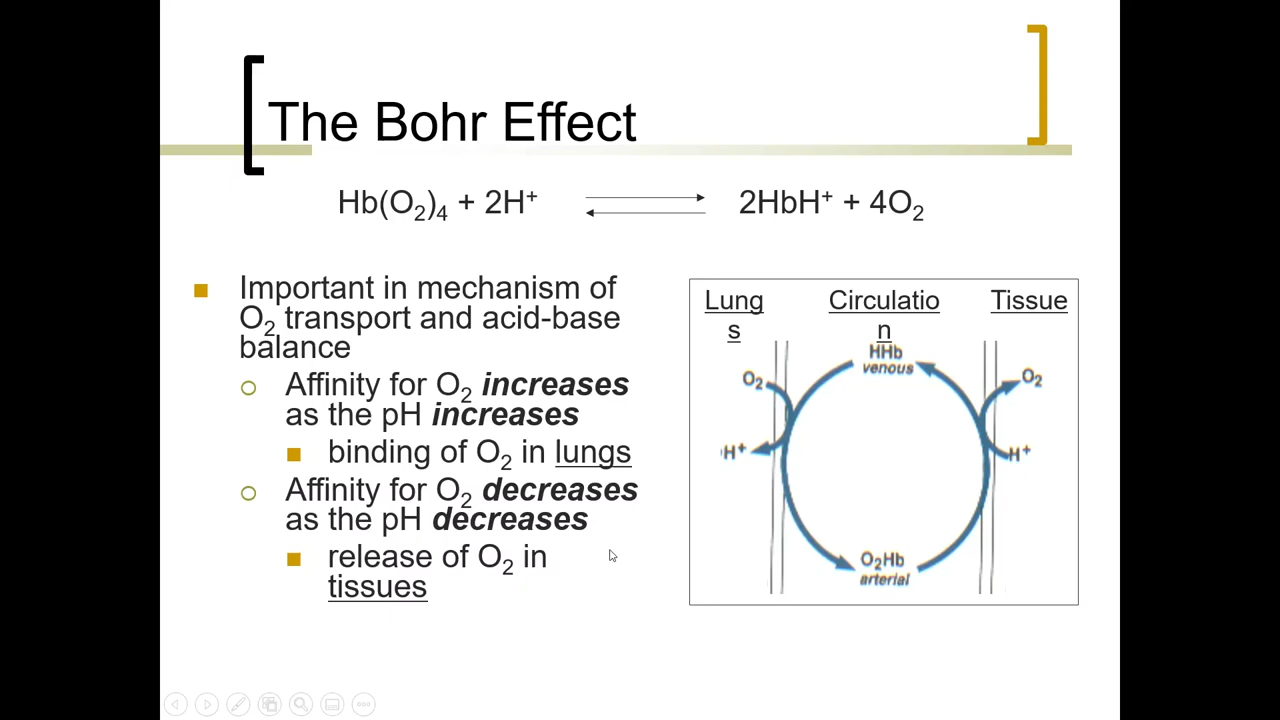 The Bohr Effect
Hb(O₂)₄ + 2H⁺ ⇌ 2HbH⁺ + 4O₂
Important in mechanism of
O₂ transport and acid-base
balance
Affinity for O₂ increases
as the pH increases
binding of O₂ in lungs
Affinity for O₂ decreases
as the pH decreases
release of O₂ in
tissues
Lung
s
Circulatio
n
Tissue
HHb
venous
O₂
O₂
H⁺
H⁺
O₂Hb
arterial